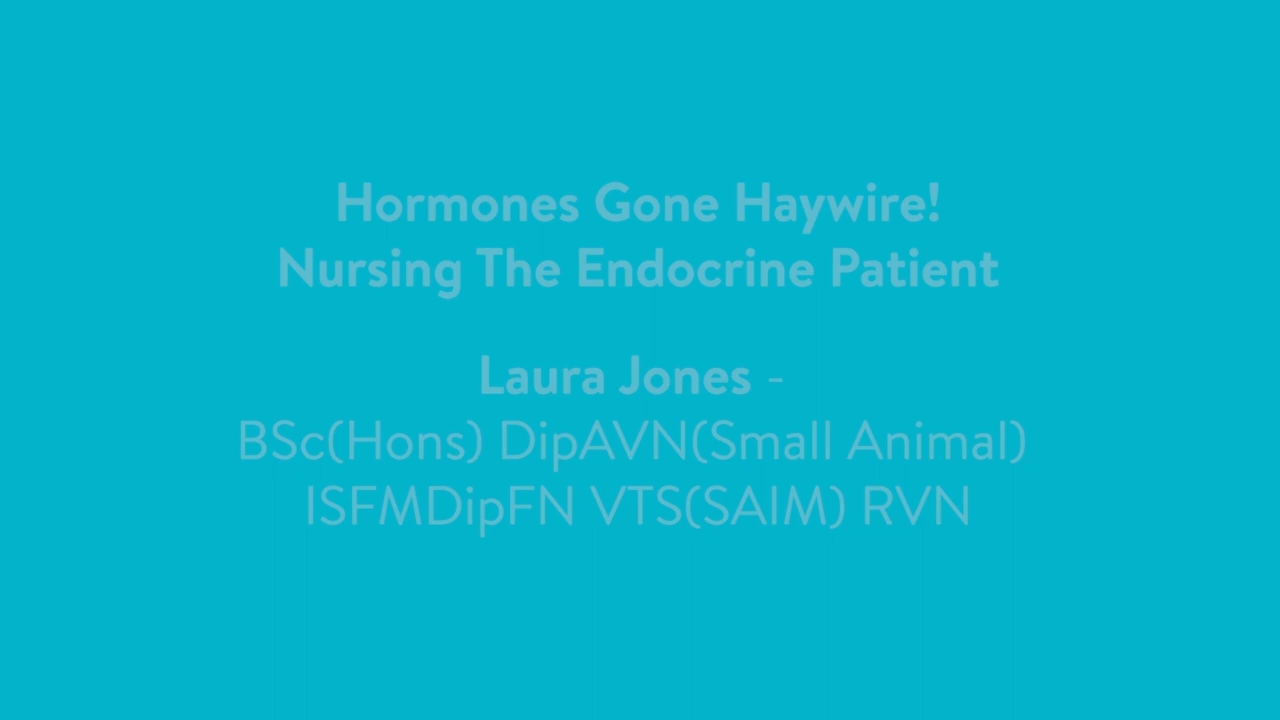 Hormones Gone Haywire!
Nursing The Endocrine Patient
Laura Jones -
BSc(Hons) DipAVN(Small Animal)
ISFMDipFN VTS(SAIM) RVN